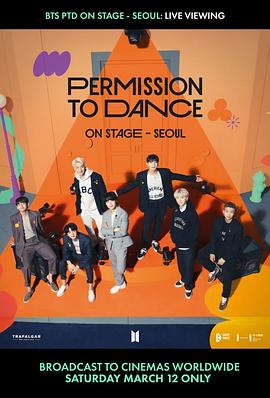 BTS PTD ON STAGE - SEOUL: LIVE VIEWING
PERMISSION
TO DANCE
ON STAGE – SEOUL
TRAFALGAR
BROADCAST TO CINEMAS WORLDWIDE
SATURDAY MARCH 12 ONLY